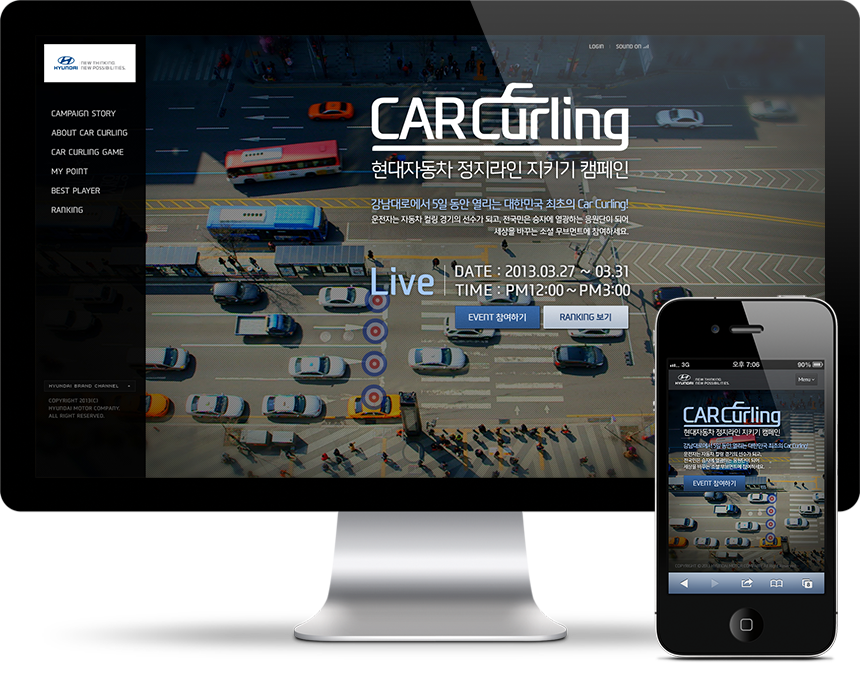 HYUNDAI
NEW THINKING.
NEW POSSIBILITIES.
LOGIN
SOUND ON
CAMPAIGN STORY
ABOUT CAR CURLING
CAR CURLING GAME
MY POINT
BEST PLAYER
RANKING
CARCurling
현대자동차 정지라인 지키기 캠페인
강남대로에서 5일 동안 열리는 대한민국 최초의 Car Curling!
운전자는 자동차 컬링 경기의 선수가 되고, 전국민은 승자에 열광하는 응원단이 되어
세상을 바꾸는 소셜 무브먼트에 참여하세요.
Live
DATE : 2013.03.27 ~ 03.31
TIME : PM12:00 ~ PM3:00
EVENT 참여하기
RANKING 보기
HYUNDAI BRAND CHANNEL
COPYRIGHT 2013(C)
HYUNDAI MOTOR COMPANY.
ALL RIGHT RESERVED.
3G
오후 7:06
90%
HYUNDAI
NEW THINKING.
NEW POSSIBILITIES.
Menu
CARCurling
현대자동차 정지라인 지키기 캠페인
강남대로에서 5일 동안 열리는 대한민국 최초의 Car Curling!
운전자는 자동차 컬링 경기의 선수가 되고,
전국민은 승자에 열광하는 응원단이 되어
세상을 바꾸는 소셜 무브먼트에 참여하세요.
EVENT 참여하기